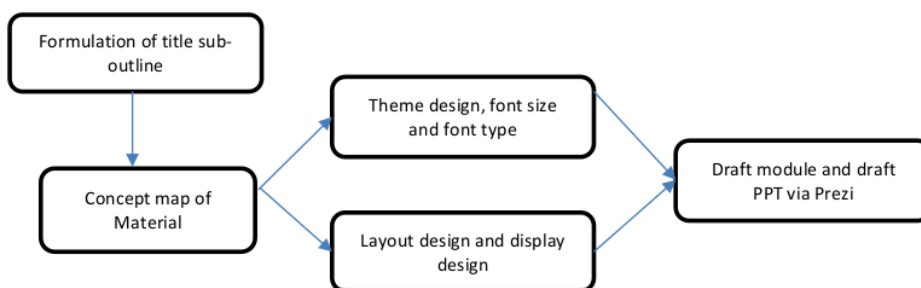 Formulation of title sub-
outline
Concept map of
Material
Theme design, font size
and font type
Layout design and display
design
Draft module and draft
PPT via Prezi